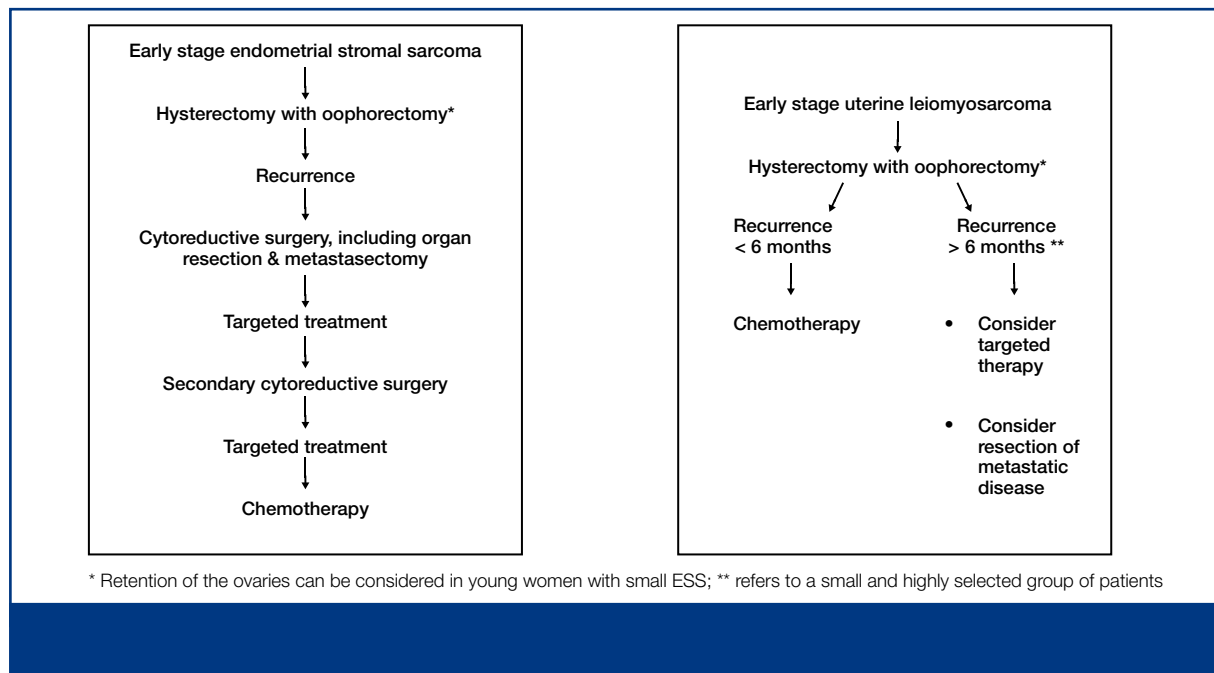 Early stage endometrial stromal sarcoma
Hysterectomy with oophorectomy*
Recurrence
Cytoreductive surgery, including organ
resection & metastasectomy
Targeted treatment
Secondary cytoreductive surgery
Targeted treatment
Chemotherapy
Early stage uterine leiomyosarcoma
Hysterectomy with oophorectomy*
Recurrence
< 6 months
Chemotherapy
Recurrence
> 6 months **
• Consider
targeted
therapy
• Consider
resection of
metastatic
disease
* Retention of the ovaries can be considered in young women with small ESS; ** refers to a small and highly selected group of patients